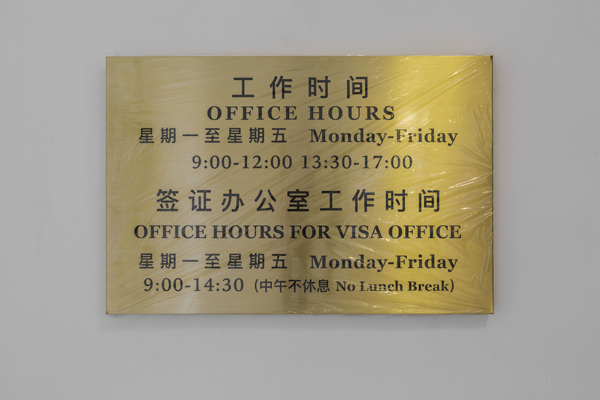 工作时间
OFFICE HOURS
星期一至星期五 Monday-Friday
9:00-12:00 13:30-17:00
签证办公室工作时间
OFFICE HOURS FOR VISA OFFICE
星期一至星期五 Monday-Friday
9:00-14:30（中午不休息 No Lunch Break）